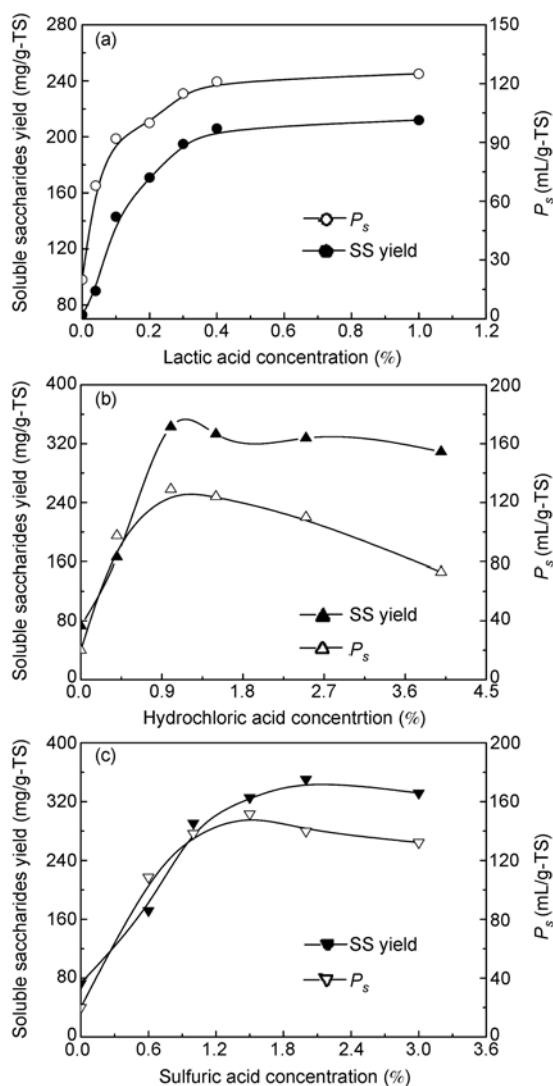 (a)
Soluble saccharides yield (mg/g-TS)
280
240
200
160
120
80
150
120
90
60
30
0
Ps (mL/g-TS)
Ps
SS yield
0.0 0.2 0.4 0.6 0.8 1.0 1.2
Lactic acid concentration (%)
(b)
Soluble saccharides yield (mg/g-TS)
400
320
240
160
80
0
200
160
120
80
40
0
Ps (mL/g-TS)
SS yield
Ps
0.0 0.9 1.8 2.7 3.6 4.5
Hydrochloric acid concentrtion (%)
(c)
Soluble saccharides yield (mg/g-TS)
400
320
240
160
80
0
200
160
120
80
40
0
Ps (mL/g-TS)
SS yield
Ps
0.0 0.6 1.2 1.8 2.4 3.0 3.6
Sulfuric acid concentration (%)